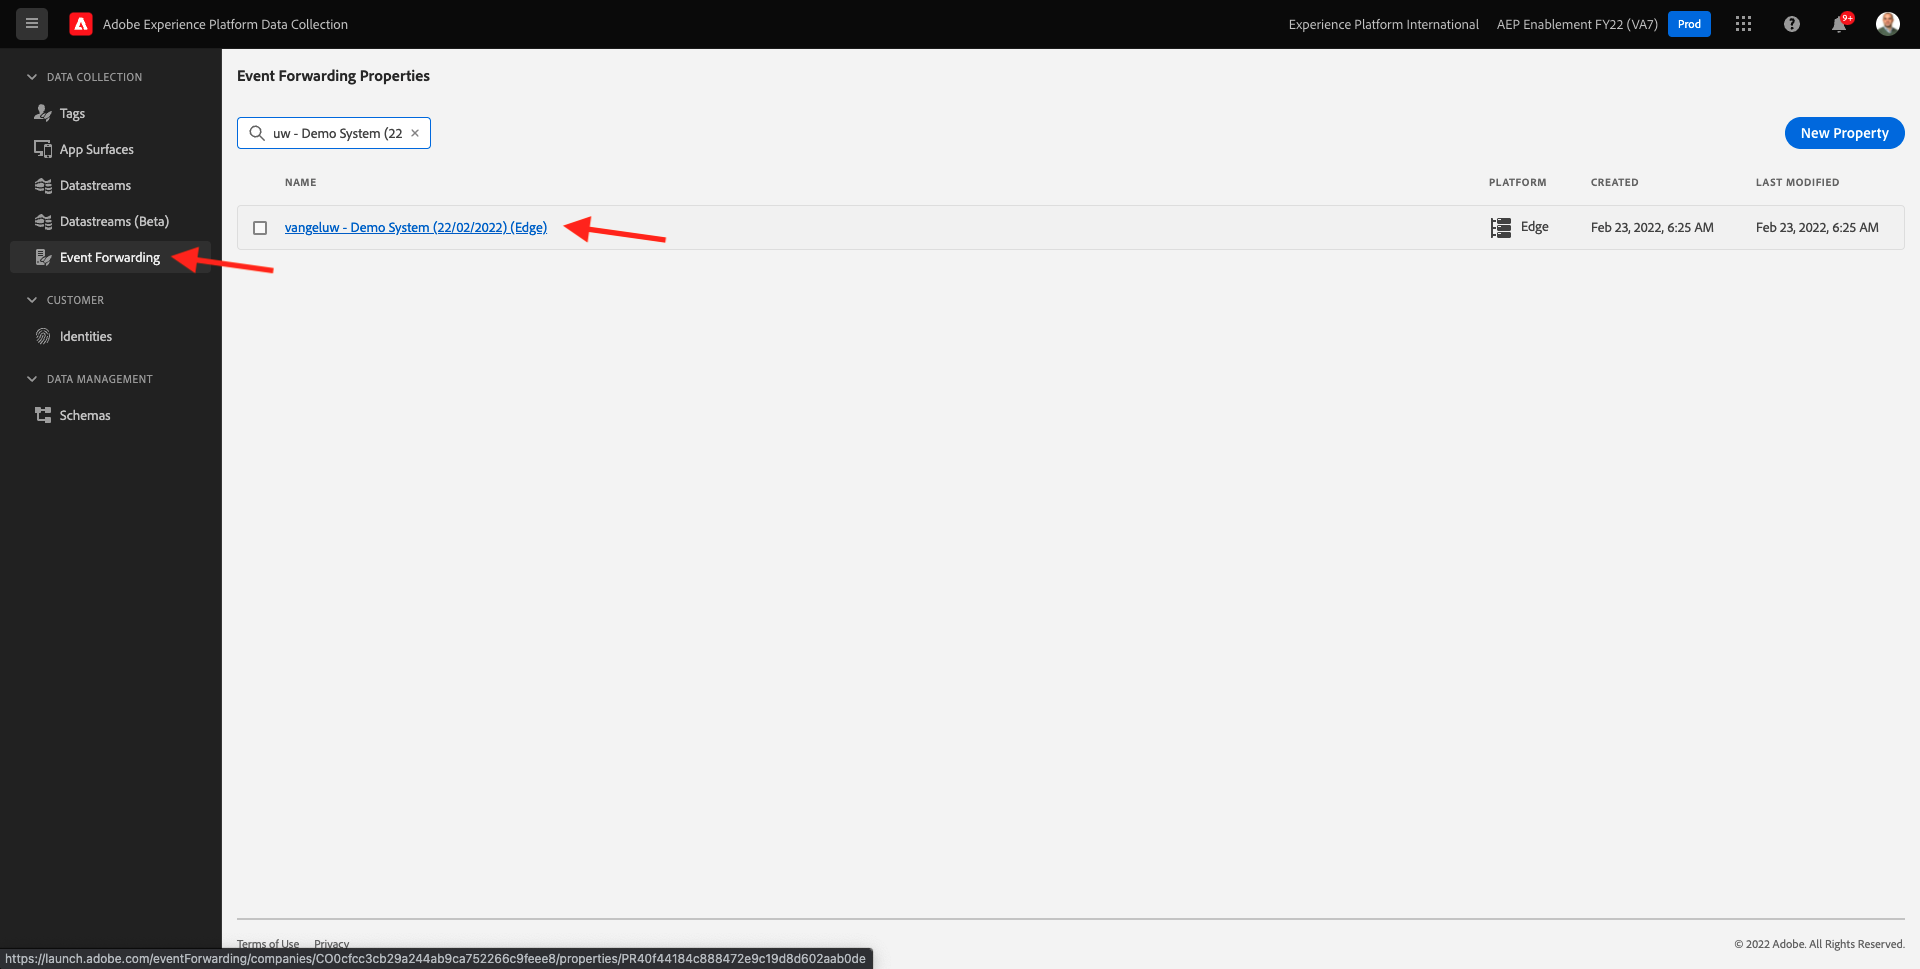 Adobe Experience Platform Data Collection
Experience Platform International
AEP Enablement FY22 (VA7)
Prod
9+
DATA COLLECTION
Tags
App Surfaces
Datastreams
Datastreams (Beta)
Event Forwarding
CUSTOMER
Identities
DATA MANAGEMENT
Schemas
Event Forwarding Properties
uw - Demo System (22
New Property
NAME
PLATFORM
CREATED
LAST MODIFIED
vangeluw - Demo System (22/02/2022) (Edge)
Edge
Feb 23, 2022, 6:25 AM
Feb 23, 2022, 6:25 AM
Terms of Use
Privacy
© 2022 Adobe. All Rights Reserved.
https://launch.adobe.com/eventForwarding/companies/CO0cfcc3cb29a244ab9ca752266c9feee8/properties/PR40f44184c888472e9c19d8d602aab0de